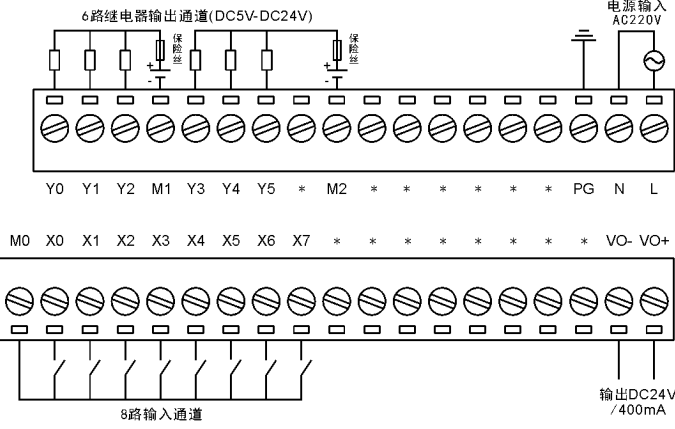 6路继电器输出通道(DC5V-DC24V)
电源输入
AC220V
保险丝
保险丝
+
-
+
-
Y0 Y1 Y2 M1 Y3 Y4 Y5 * M2 * * * * * * PG N L
M0 X0 X1 X2 X3 X4 X5 X6 X7 * * * * * * * * VO- VO+
8路输入通道
输出DC24V
/400mA